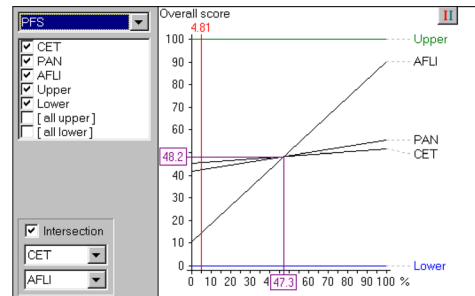 PFS
CET
PAN
AFLI
Upper
Lower
[ all upper ]
[ all lower ]
Intersection
CET
AFLI
Overall score
4.81
II
100
90
80
70
60
50
48.2
40
30
20
10
0
Upper
AFLI
PAN
CET
Lower
0 10 20 30 4 47.3 60 70 80 90 100 %